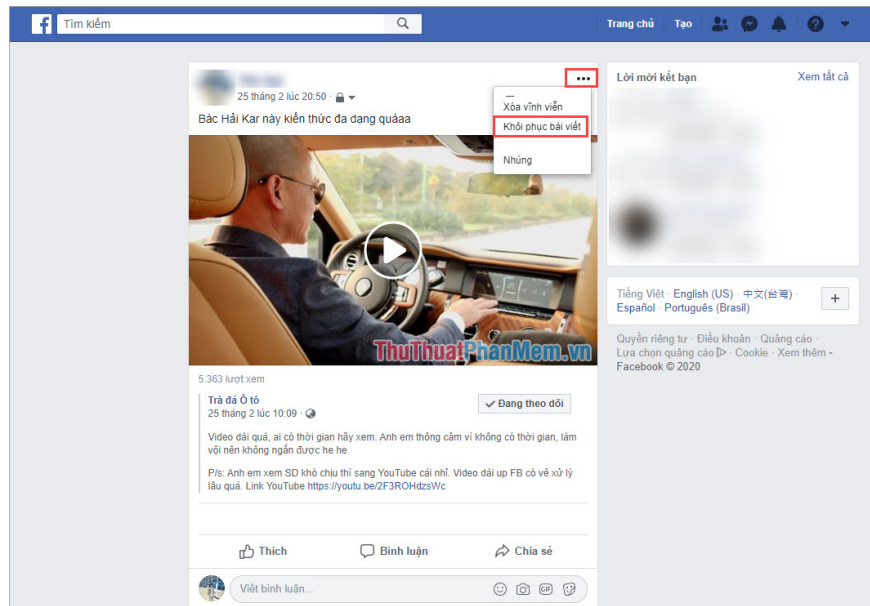 f
Tìm kiếm
Trang chủ
Tạo
25 tháng 2 lúc 20:50 ·
Bác Hải Kar này kiến thức đa dạng quáaa
Xóa vĩnh viễn
Khôi phục bài viết
Nhúng
ThuThuatPhanMem.vn
5.363 lượt xem
Trà đá Ô tô
25 tháng 2 lúc 10:09 ·
Đang theo dõi
Video dài quá, ai có thời gian hãy xem. Anh em thông cảm vì không có thời gian, làm
vội nên không ngắn được he he
P/s: Anh em xem SD khó chịu thì sang YouTube cái nhỉ. Video dài up FB có vẻ xử lý
lâu quá. Link YouTube https://youtu.be/2F3ROHdzsWc
Thích
Bình luận
Chia sẻ
Viết bình luận...
GIF
Lời mời kết bạn
Xem tất cả
Tiếng Việt · English (US) · 中文(台灣) ·
Español · Português (Brasil)
Quyền riêng tư · Điều khoản · Quảng cáo ·
Lựa chọn quảng cáo · Cookie · Xem thêm
Facebook © 2020